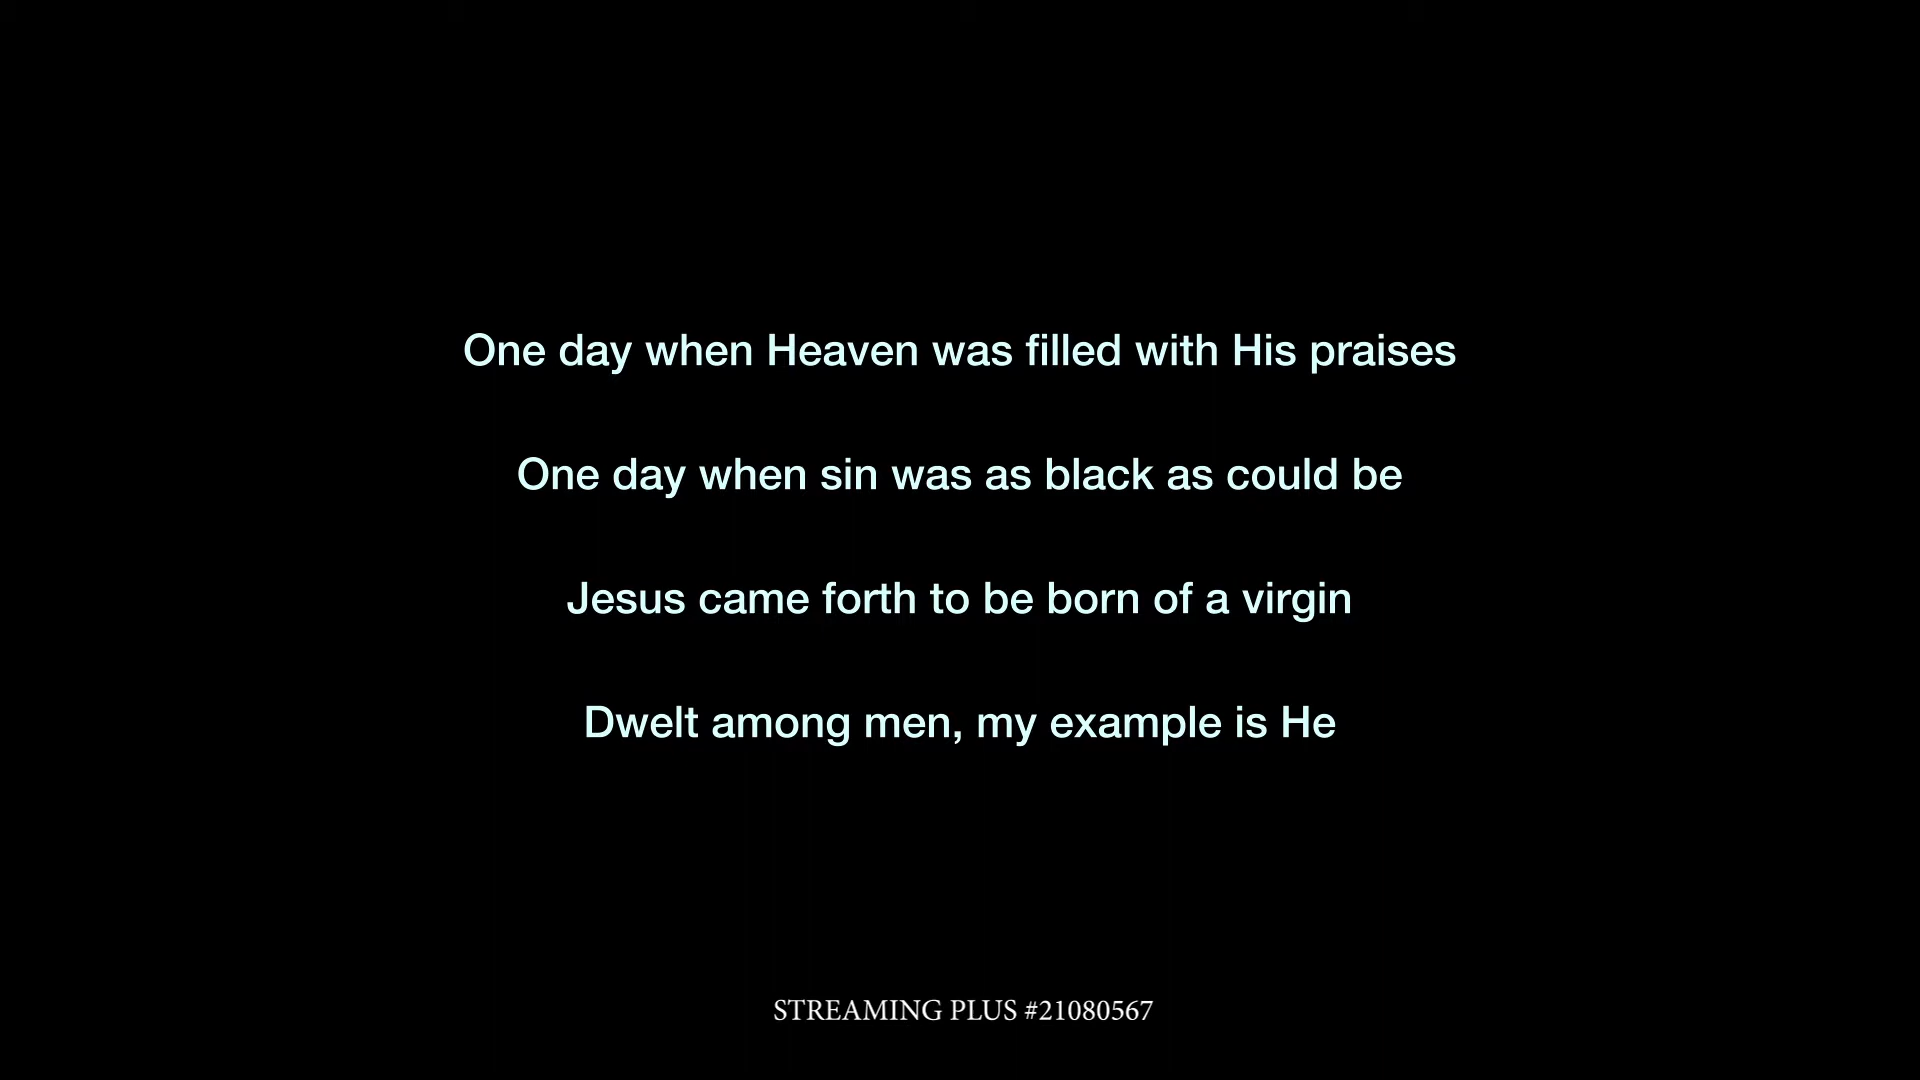 One day when Heaven was filled with His praises
One day when sin was as black as could be
Jesus came forth to be born of a virgin
Dwelt among men, my example is He
STREAMING PLUS #21080567